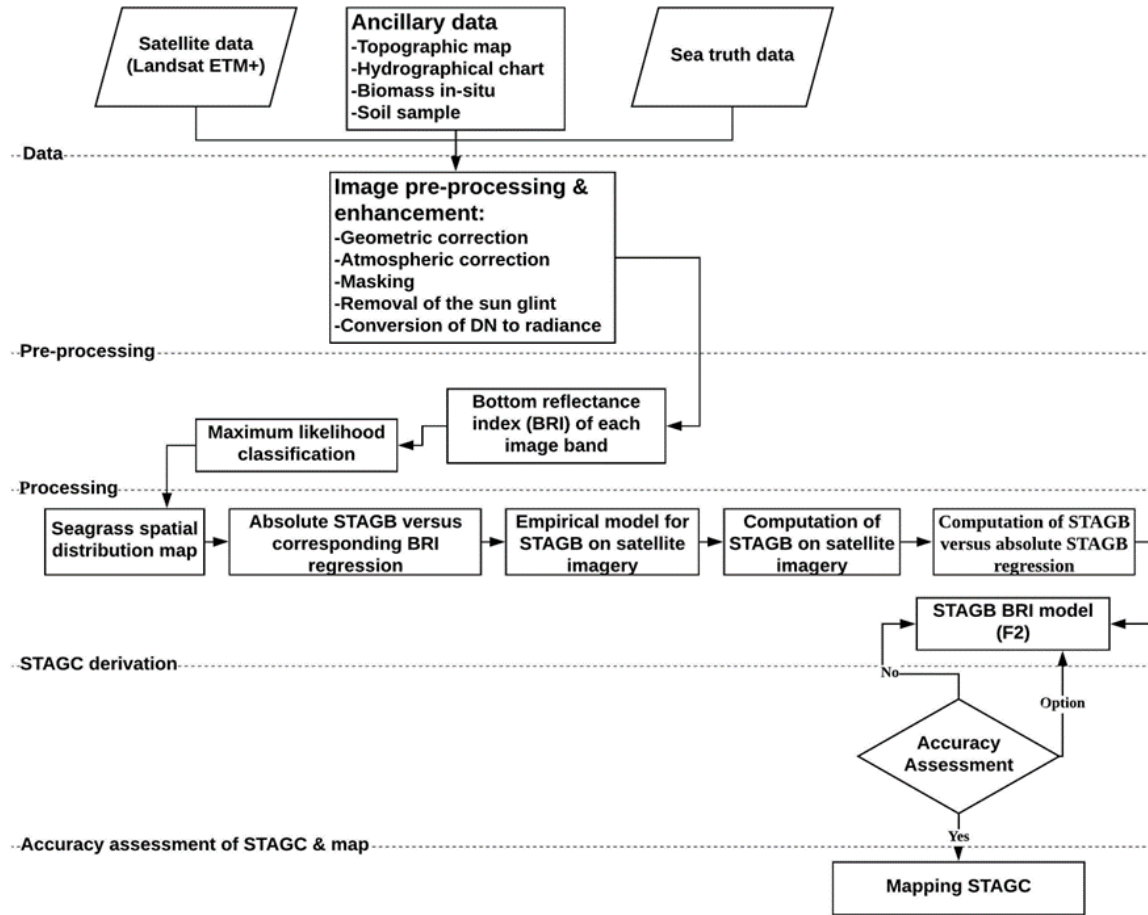 Satellite data
(Landsat ETM+)
Ancillary data
-Topographic map
-Hydrographical chart
-Biomass in-situ
-Soil sample
Sea truth data
Data
Image pre-processing &
enhancement:
-Geometric correction
-Atmospheric correction
-Masking
-Removal of the sun glint
-Conversion of DN to radiance
Pre-processing
Bottom reflectance
index (BRI) of each
image band
Maximum likelihood
classification
Processing
Seagrass spatial
distribution map
Absolute STAGB versus
corresponding BRI
regression
Empirical model for
STAGB on satellite
imagery
Computation of
STAGB on satellite
imagery
Computation of STAGB
versus absolute STAGB
regression
STAGB BRI model
(F2)
STAGC derivation
No
Option
Accuracy
Assessment
Yes
Accuracy assessment of STAGC & map
Mapping STAGC